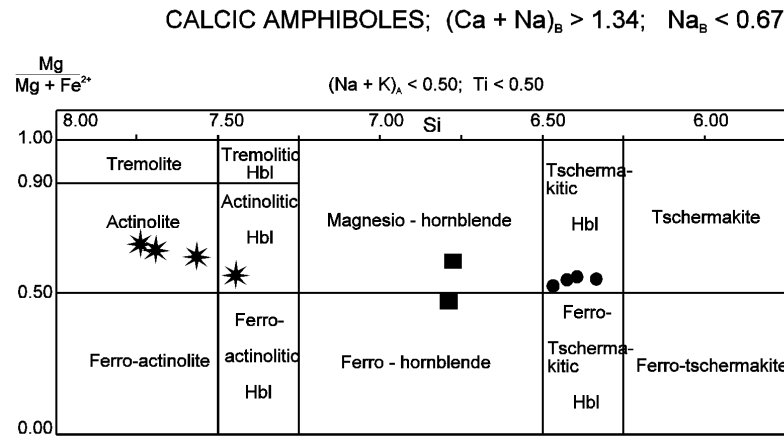 CALCIC AMPHIBOLES; (Ca + Na)B > 1.34; NaB < 0.67
Mg
Mg + Fe2+
(Na + K)A < 0.50; Ti < 0.50
8.00 7.50 7.00 Si 6.50 6.00
1.00
Tremolite
Tremolitic
Hbl
0.90
Actinolite
Actinolitic
Hbl
Magnesio - hornblende
Tscherma-
kitic
Hbl
Tschermakite
0.50
Ferro-actinolite
Ferro-
actinolitic
Hbl
Ferro - hornblende
Ferro-
Tscherma-
kitic
Hbl
Ferro-tschermakite
0.00